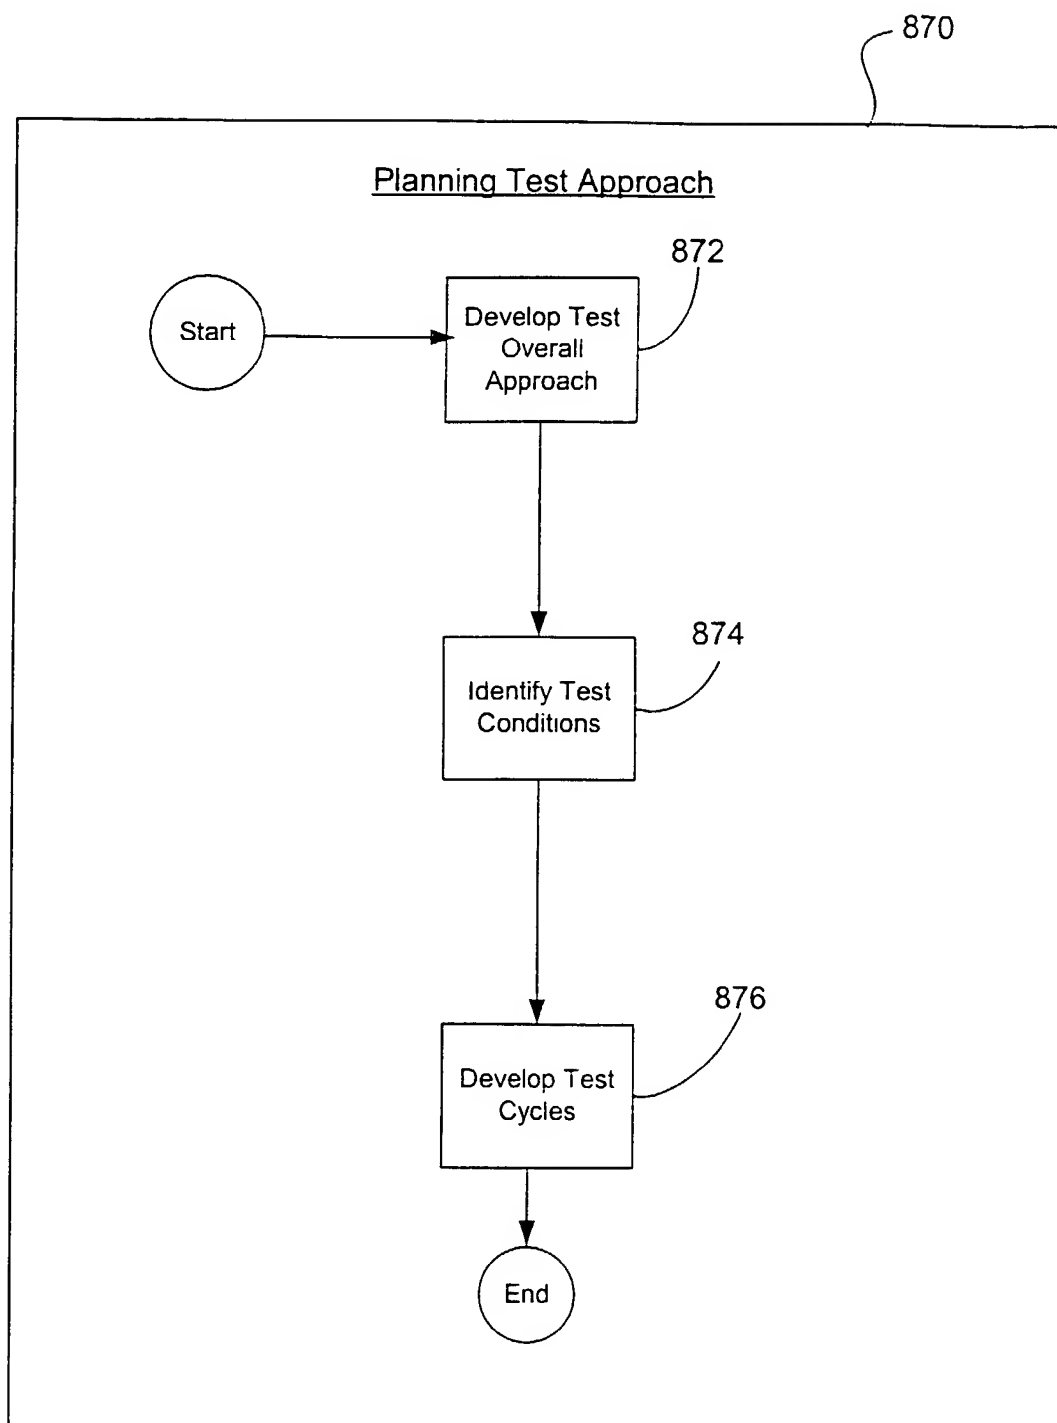 870
Planning Test Approach
872
Start
Develop Test
Overall
Approach
874
Identify Test
Conditions
876
Develop Test
Cycles
End